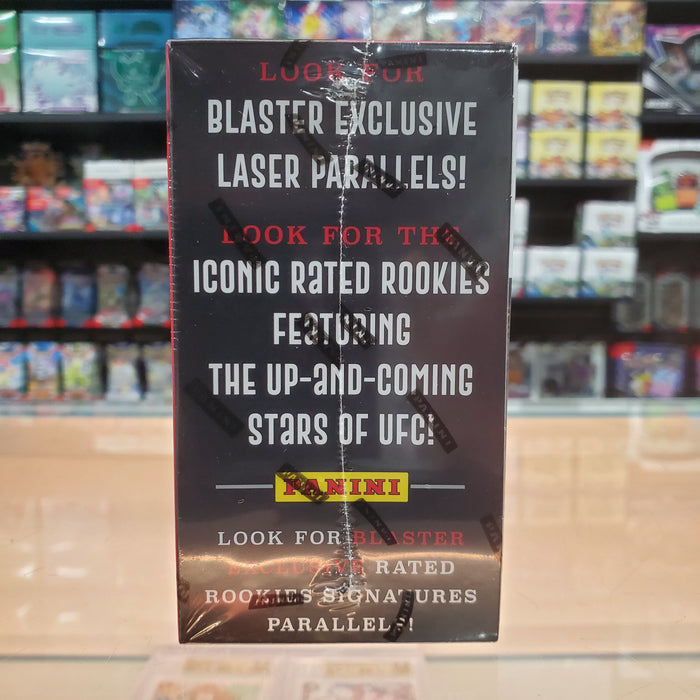 LOOK FOR
BLASTER EXCLUSIVE
LASER PARALLELS!
LOOK FOR THE
ICONIC RaTED ROOKIES
FEaTURING
THE UP-aND-COMING
STaRS OF UFC!
PANINI
LOOK FOR BLASTER
EXCLUSIVE RATED
ROOKIES SIGNATURES
PARALLELS!